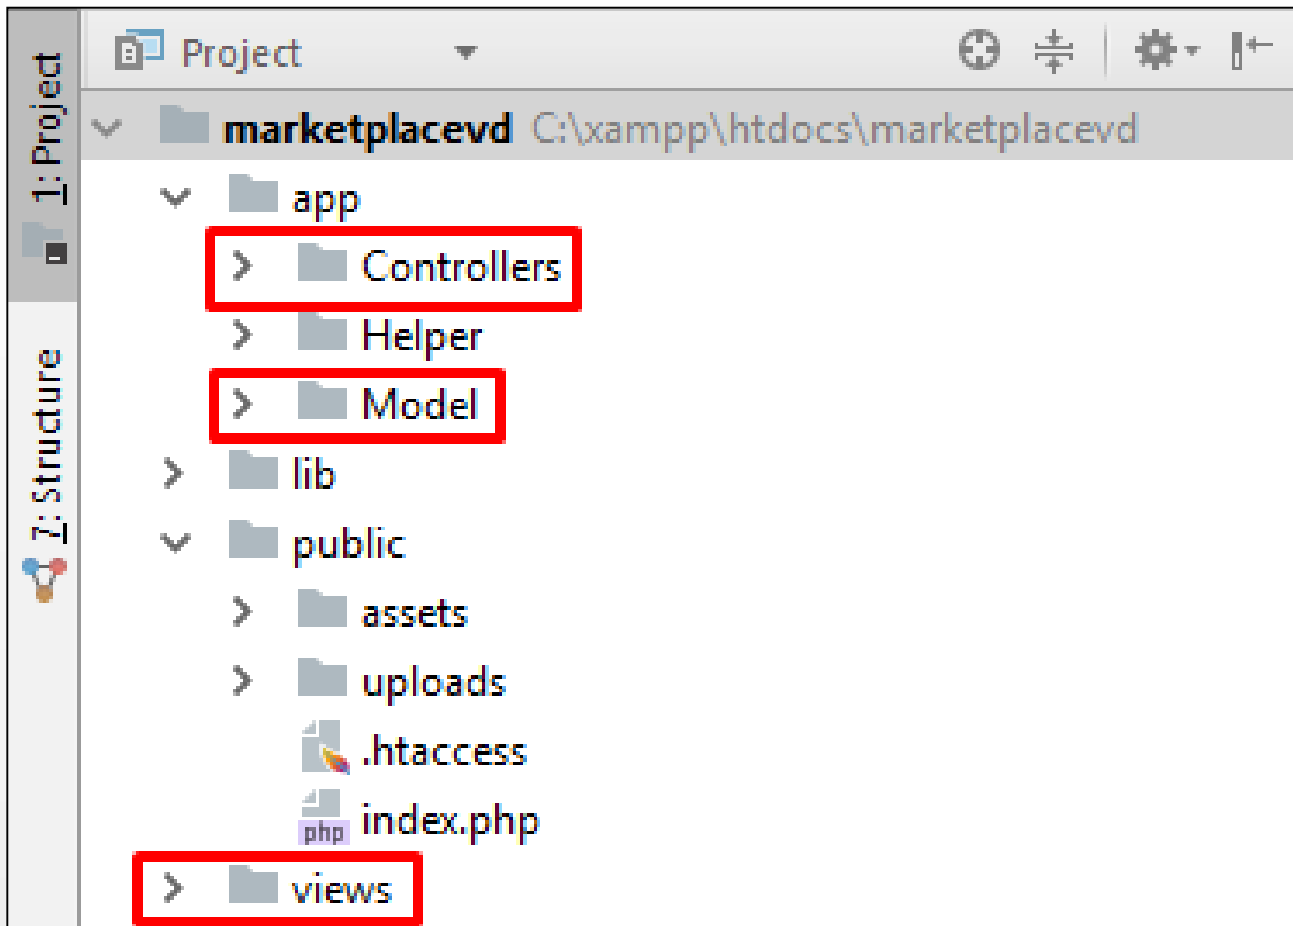 Project
1: Project
marketplacevd C:\xampp\htdocs\marketplacevd
app
Controllers
Helper
Model
7: Structure
lib
public
assets
uploads
.htaccess
php index.php
views